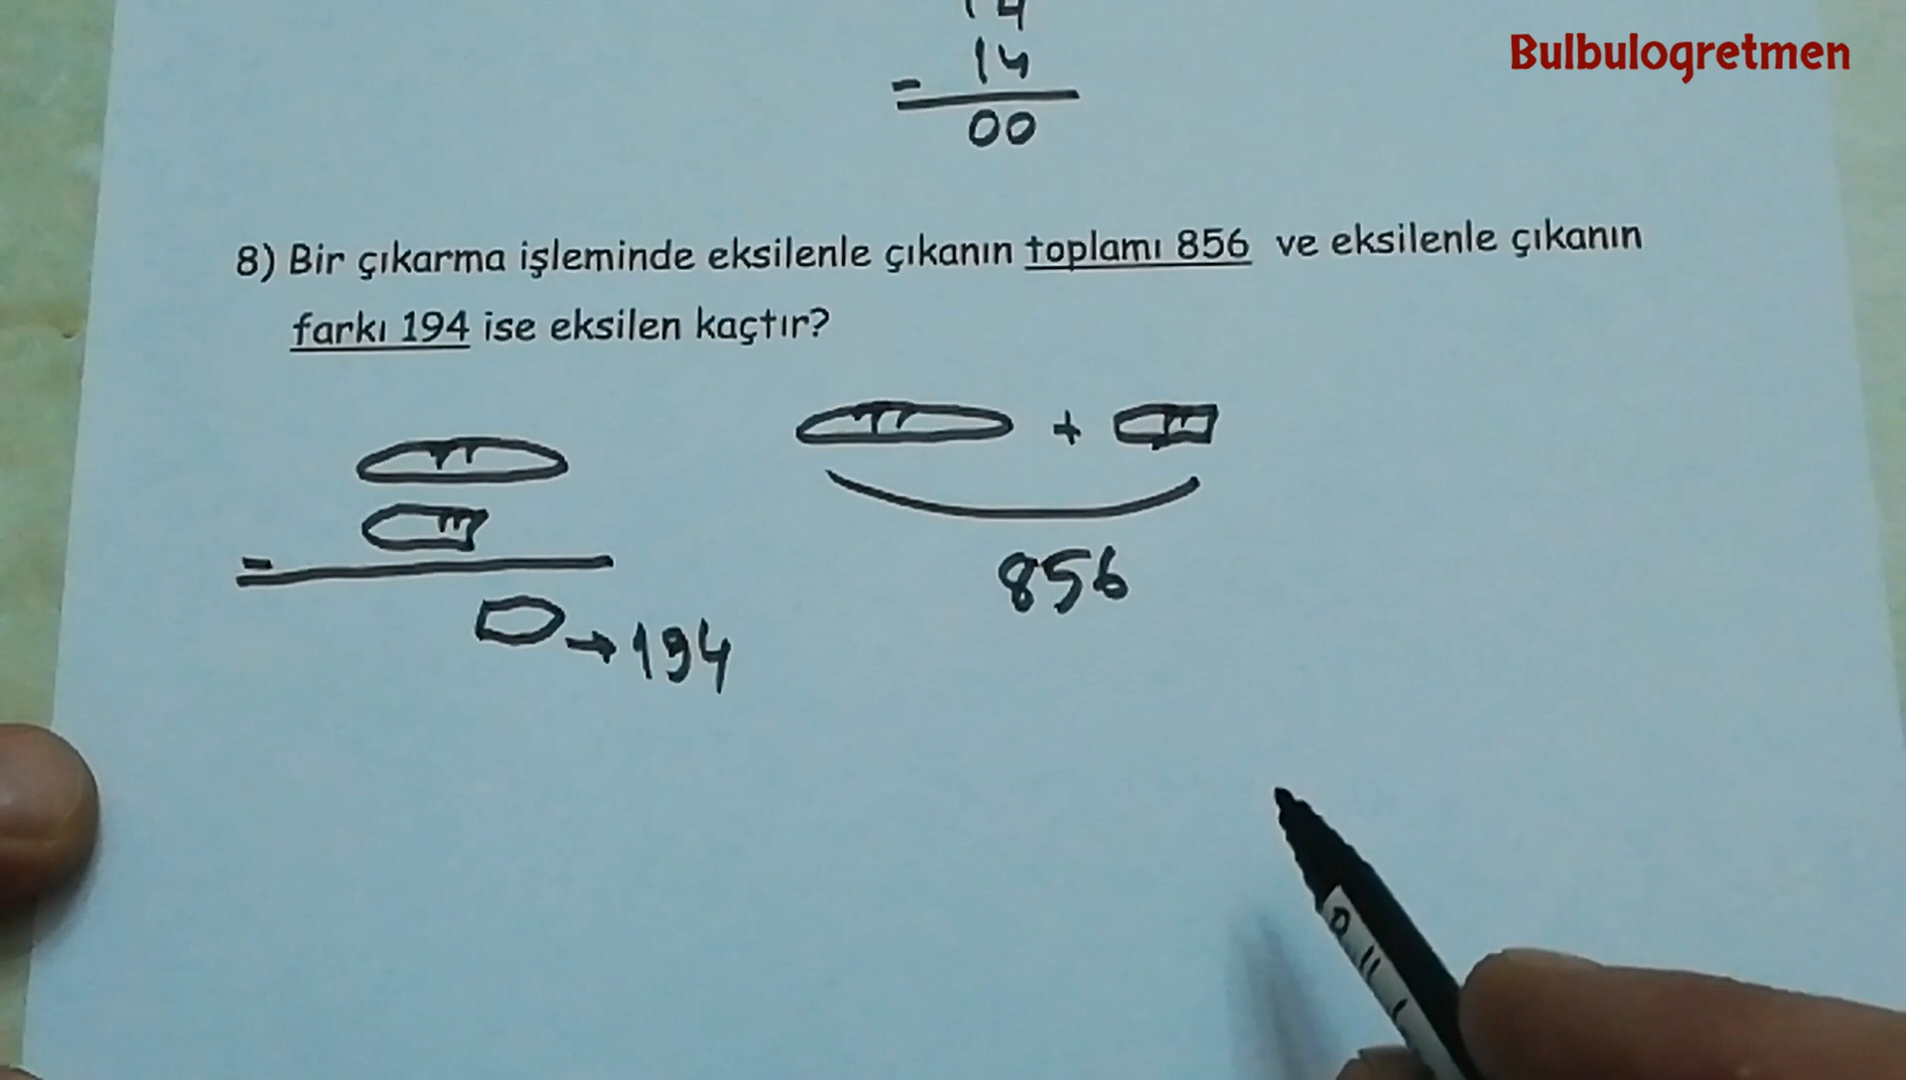 Bulbulogretmen
14
- 14
00
8) Bir çıkarma işleminde eksilenle çıkanın toplamı 856 ve eksilenle çıkanın
farkı 194 ise eksilen kaçtır?
+
856
-
→ 194